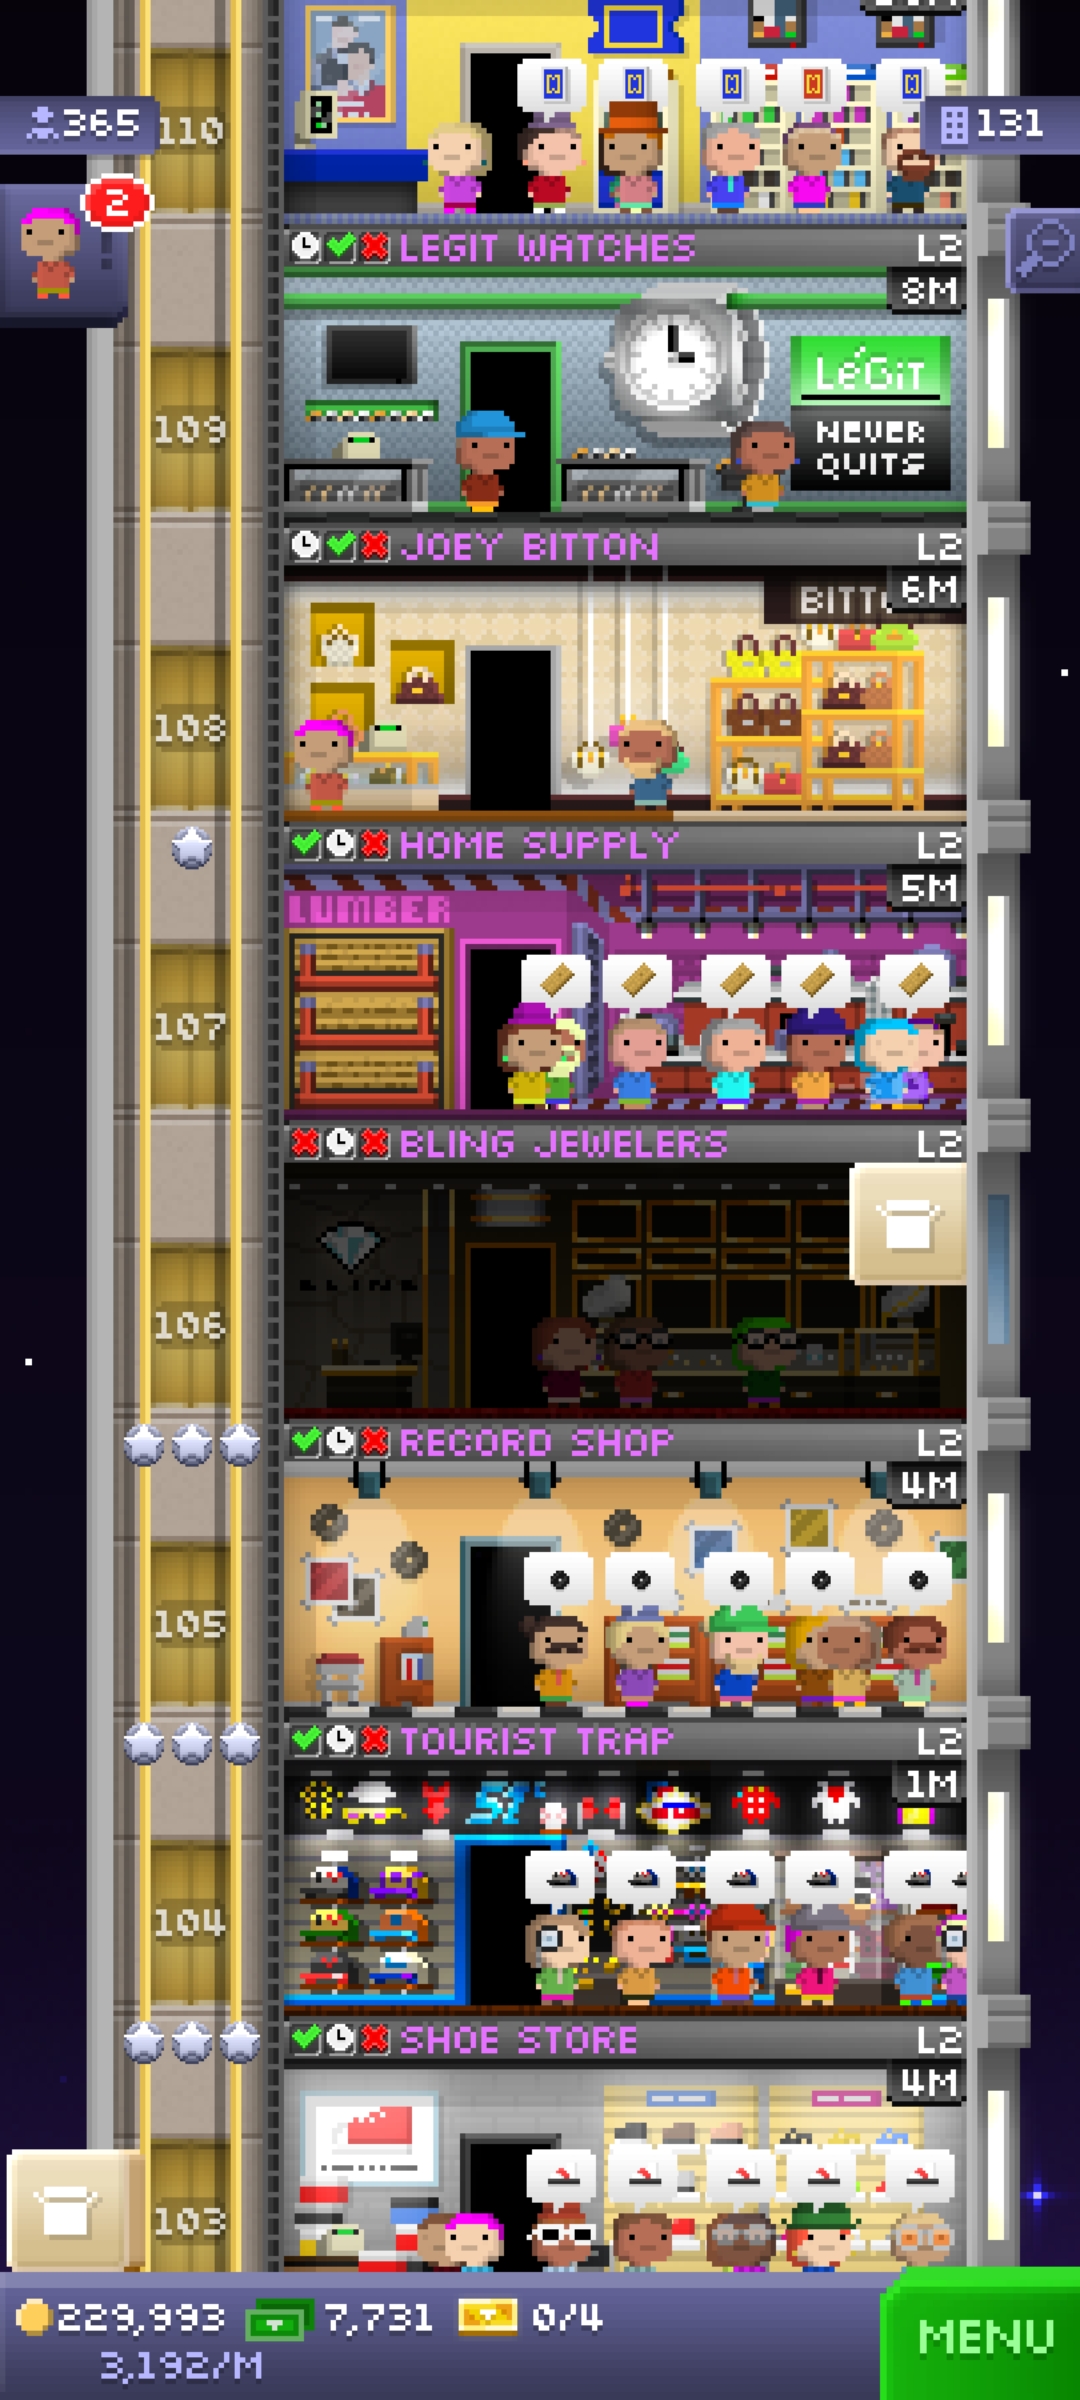 365
110
131
2
LEGIT WATCHES
L2
8M
LéGiT
NEVER
QUITS
109
JOEY BITTON
L2
6M
108
HOME SUPPLY
L2
5M
LUMBER
107
BLING JEWELERS
L2
BLING
106
RECORD SHOP
L2
4M
105
TOURIST TRAP
L2
1M
104
SHOE STORE
L2
4M
103
229,993
7,731
0/4
3,192/M
MENU